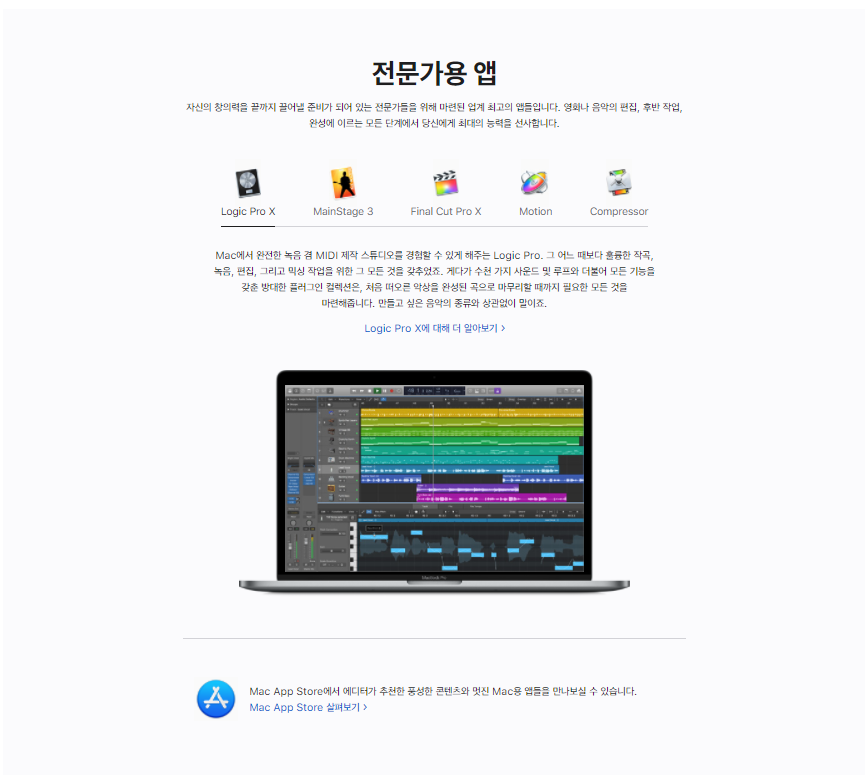 전문가용 앱
자신의 창의력을 끝까지 끌어낼 준비가 되어 있는 전문가들을 위해 마련된 업계 최고의 앱들입니다. 영화나 음악의 편집, 후반 작업,
완성에 이르는 모든 단계에서 당신에게 최대의 능력을 선사합니다.
Logic Pro X
MainStage 3
Final Cut Pro X
Motion
Compressor
Mac에서 완전한 녹음 겸 MIDI 제작 스튜디오를 경험할 수 있게 해주는 Logic Pro. 그 어느 때보다 훌륭한 작곡,
녹음, 편집, 그리고 믹싱 작업을 위한 그 모든 것을 갖추었죠. 게다가 수천 가지 사운드 및 루프와 더불어 모든 기능을
갖춘 방대한 플러그인 컬렉션은, 처음 떠오른 악상을 완성된 곡으로 마무리할 때까지 필요한 모든 것을
마련해줍니다. 만들고 싶은 음악의 종류와 상관없이 말이죠.
Logic Pro X에 대해 더 알아보기 >
MacBook Pro
Mac App Store에서 에디터가 추천한 풍성한 콘텐츠와 멋진 Mac용 앱들을 만나보실 수 있습니다.
Mac App Store 살펴보기 >